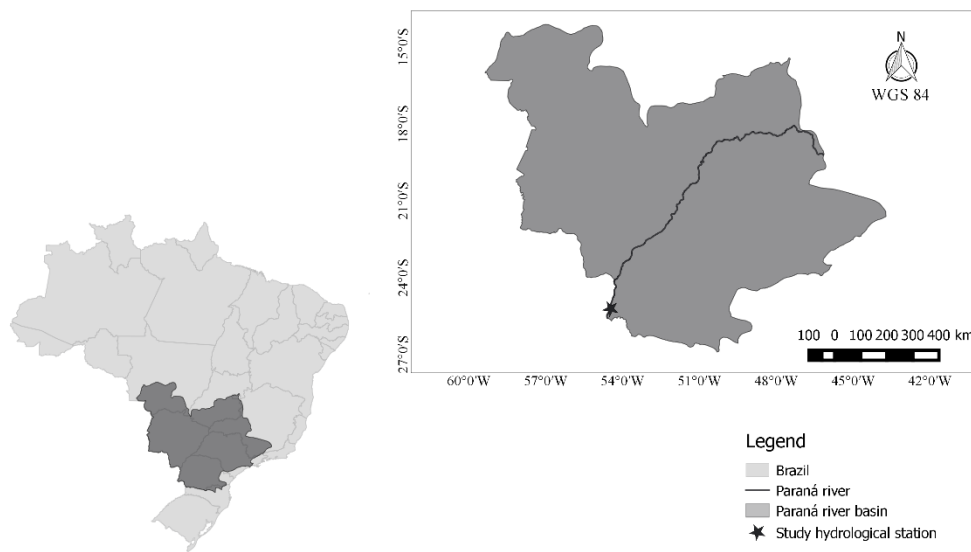 N
WGS 84
15°0'S
18°0'S
21°0'S
24°0'S
27°0'S
60°0'W 57°0'W 54°0'W 51°0'W 48°0'W 45°0'W 42°0'W
100 0 100 200 300 400 km
Legend
Brazil
Paraná river
Paraná river basin
Study hydrological station